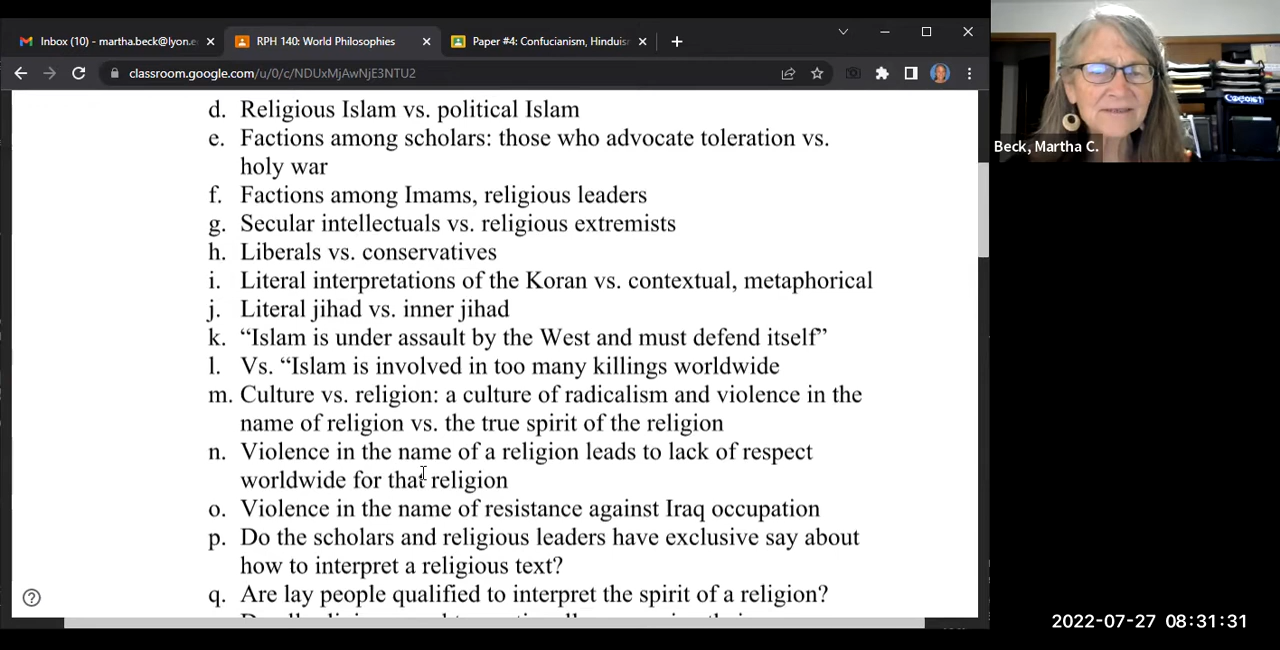 Inbox (10) - martha.beck@lyon.e
RPH 140: World Philosophies
Paper #4: Confucianism, Hinduis
classroom.google.com/u/0/c/NDUxMjAwNjE3NTU2
d. Religious Islam vs. political Islam
e. Factions among scholars: those who advocate toleration vs.
holy war
f. Factions among Imams, religious leaders
g. Secular intellectuals vs. religious extremists
h. Liberals vs. conservatives
i. Literal interpretations of the Koran vs. contextual, metaphorical
j. Literal jihad vs. inner jihad
k. “Islam is under assault by the West and must defend itself”
l. Vs. “Islam is involved in too many killings worldwide
m. Culture vs. religion: a culture of radicalism and violence in the
name of religion vs. the true spirit of the religion
n. Violence in the name of a religion leads to lack of respect
worldwide for that religion
o. Violence in the name of resistance against Iraq occupation
p. Do the scholars and religious leaders have exclusive say about
how to interpret a religious text?
q. Are lay people qualified to interpret the spirit of a religion?
Beck, Martha C.
2022-07-27 08:31:31